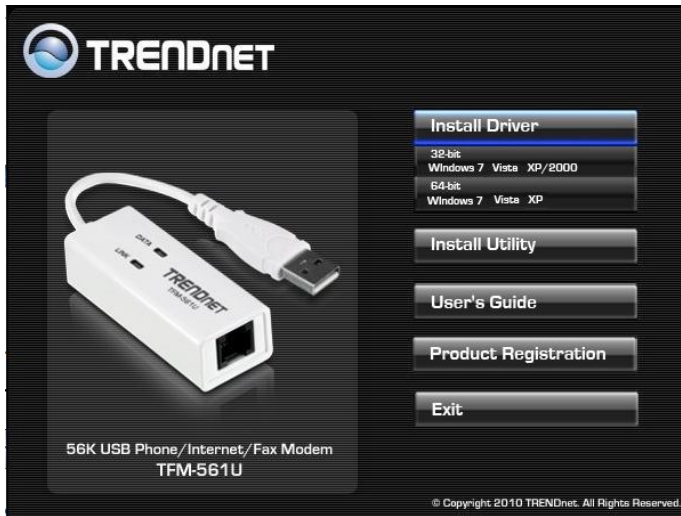 TRENDNET
Install Driver
32-bit
Windows 7 Vista XP/2000
64-bit
Windows 7 Vista XP
Install Utility
User's Guide
Product Registration
Exit
DATA
LINK
TRENDNET
TFM-561U
56K USB Phone/Internet/Fax Modem
TFM-561U
© Copyright 2010 TRENDnet. All Rights Reserved.